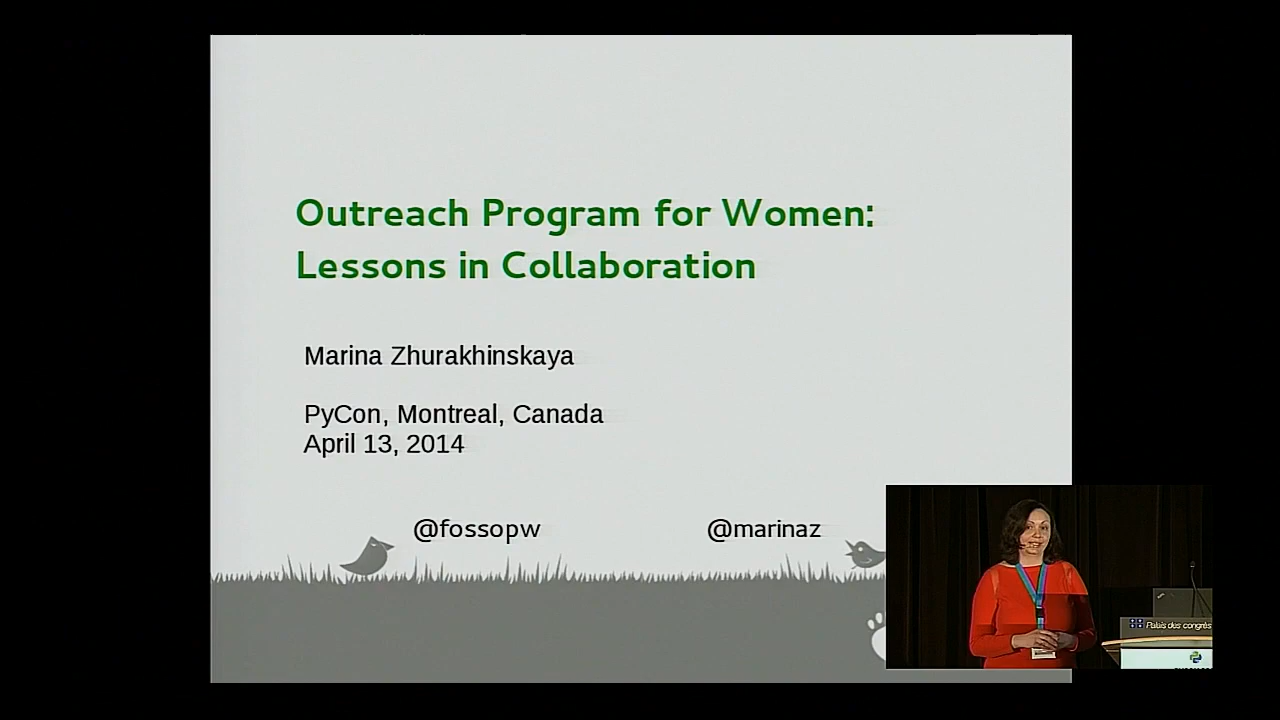 Outreach Program for Women:
Lessons in Collaboration
Marina Zhurakhinskaya
PyCon, Montreal, Canada
April 13, 2014
@fossopw
@marinaz
Palais des congrès